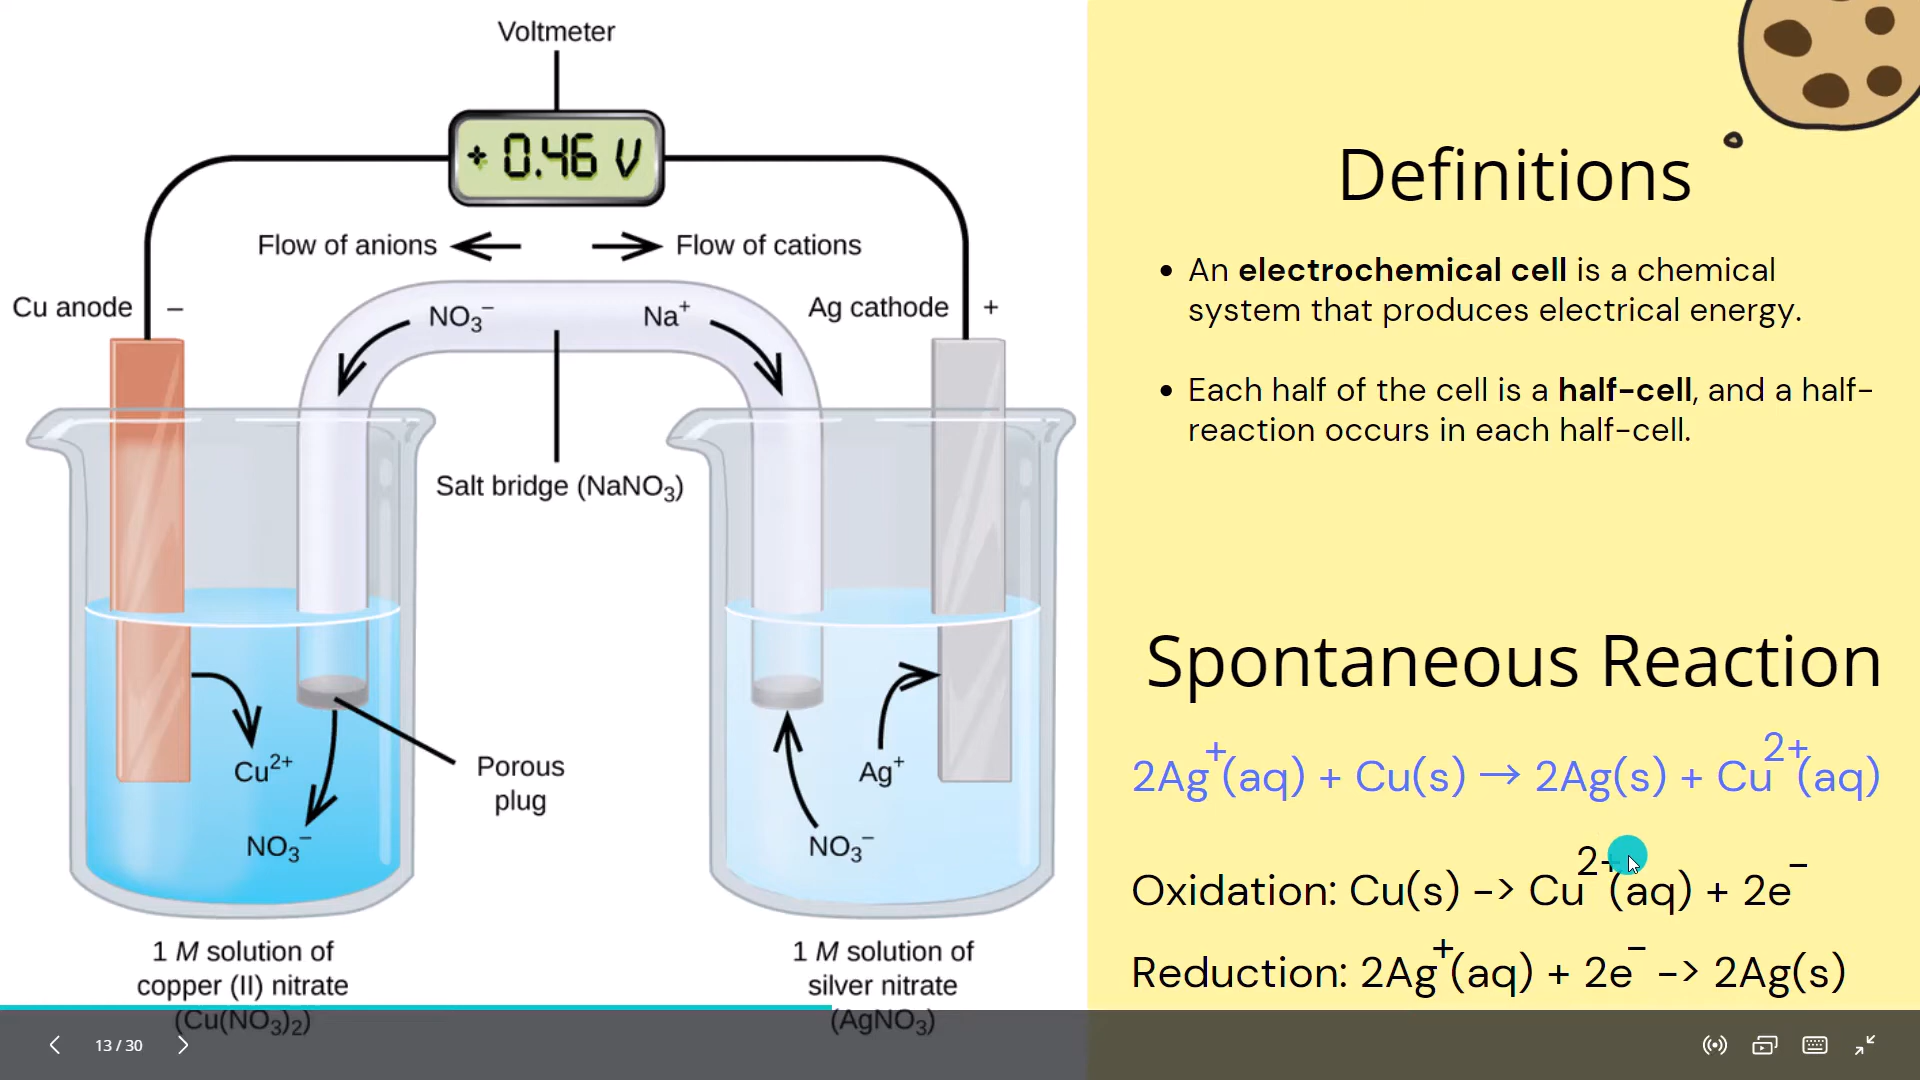 Voltmeter
+ 0.46 V
Flow of anions
Flow of cations
Cu anode –
NO₃⁻
Na⁺
Ag cathode +
Salt bridge (NaNO₃)
Cu²⁺
Porous
plug
NO₃⁻
Ag⁺
NO₃⁻
1 M solution of
copper (II) nitrate
(Cu(NO₃)₂)
1 M solution of
silver nitrate
(AgNO₃)
Definitions
• An electrochemical cell is a chemical
system that produces electrical energy.
• Each half of the cell is a half-cell, and a half-
reaction occurs in each half-cell.
Spontaneous Reaction
2Ag⁺(aq) + Cu(s) → 2Ag(s) + Cu²⁺(aq)
Oxidation: Cu(s) -> Cu²⁺(aq) + 2e⁻
Reduction: 2Ag⁺(aq) + 2e⁻ -> 2Ag(s)
13 / 30